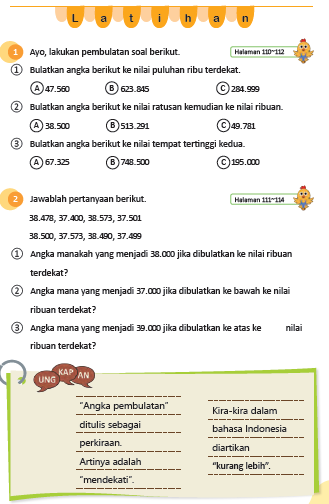 Latihan
1 Ayo, lakukan pembulatan soal berikut. Halaman 110~112
① Bulatkan angka berikut ke nilai puluhan ribu terdekat.
Ⓐ 47.560 Ⓑ 623.845 Ⓒ 284.999
② Bulatkan angka berikut ke nilai ratusan kemudian ke nilai ribuan.
Ⓐ 38.500 Ⓑ 513.291 Ⓒ 49.781
③ Bulatkan angka berikut ke nilai tempat tertinggi kedua.
Ⓐ 67.325 Ⓑ 748.500 Ⓒ 195.000
2 Jawablah pertanyaan berikut. Halaman 111~114
38.478, 37.400, 38.573, 37.501
38.500, 37.573, 38.490, 37.499
① Angka manakah yang menjadi 38.000 jika dibulatkan ke nilai ribuan
terdekat?
② Angka mana yang menjadi 37.000 jika dibulatkan ke bawah ke nilai
ribuan terdekat?
③ Angka mana yang menjadi 39.000 jika dibulatkan ke atas ke nilai
ribuan terdekat?
UNGKAPAN
"Angka pembulatan"
ditulis sebagai
perkiraan.
Artinya adalah
"mendekati".
Kira-kira dalam
bahasa Indonesia
diartikan
"kurang lebih".